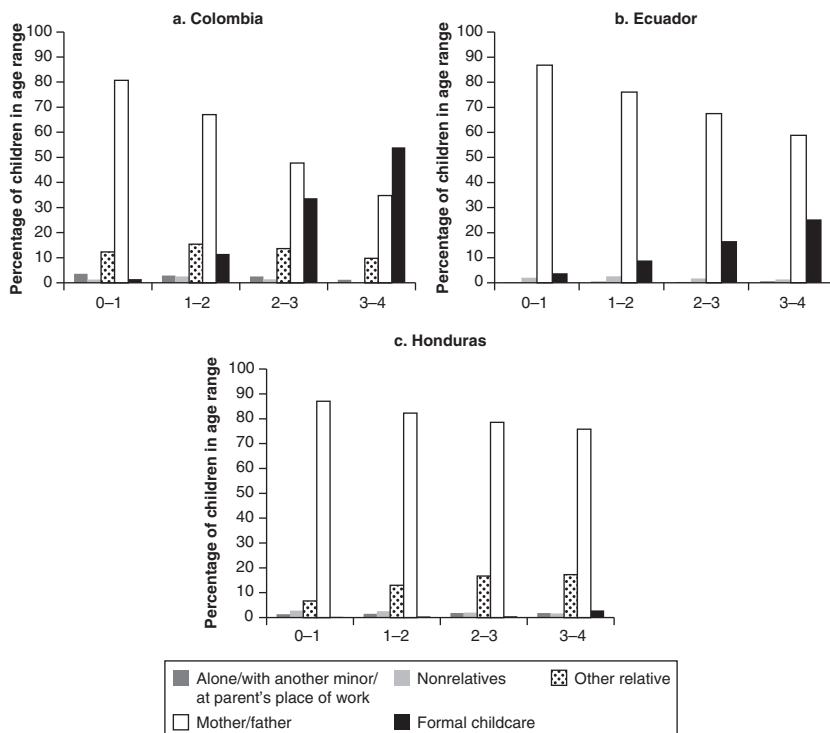 a. Colombia
Percentage of children in age range
100
90
80
70
60
50
40
30
20
10
0
0–1 1–2 2–3 3–4
b. Ecuador
Percentage of children in age range
100
90
80
70
60
50
40
30
20
10
0
0–1 1–2 2–3 3–4
c. Honduras
Percentage of children in age range
100
90
80
70
60
50
40
30
20
10
0
0–1 1–2 2–3 3–4
Alone/with another minor/
at parent's place of work
Nonrelatives
Other relative
Mother/father
Formal childcare